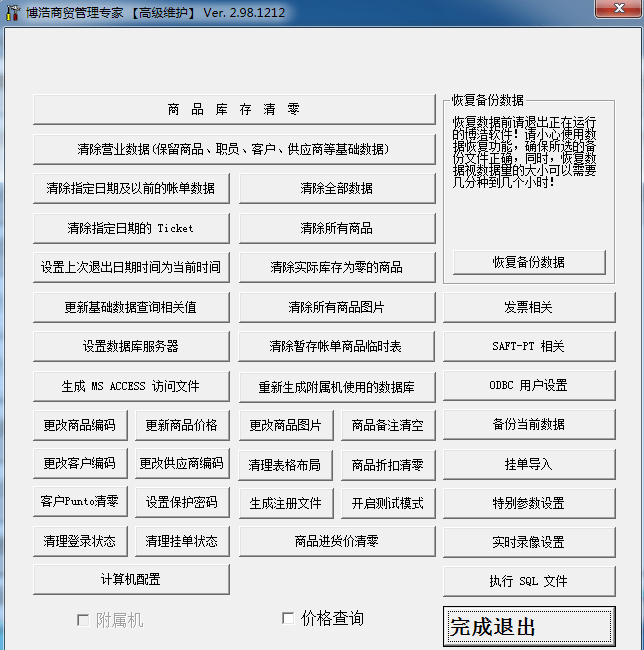 博浩商贸管理专家 【高级维护】 Ver. 2.98.1212
商 品 库 存 清 零
清除营业数据(保留商品、职员、客户、供应商等基础数据)
清除指定日期及以前的帐单数据
清除全部数据
清除指定日期的 Ticket
清除所有商品
设置上次退出日期时间为当前时间
清除实际库存为零的商品
更新基础数据查询相关值
清除所有商品图片
设置数据库服务器
清除暂存帐单商品临时表
生成 MS ACCESS 访问文件
重新生成附属机使用的数据库
更改商品编码
更新商品价格
更改商品图片
商品备注清空
更改客户编码
更改供应商编码
清理表格布局
商品折扣清零
客户Punto清零
设置保护密码
生成注册文件
开启测试模式
清理登录状态
清理挂单状态
商品进货价清零
计算机配置
附属机
价格查询
恢复备份数据
恢复数据前请退出正在运行
的博浩软件！请小心使用数
据恢复功能，确保所选的备
份文件正确，同时，恢复数
据视数据量的大小可以需要
几分种到几个小时！
恢复备份数据
发票相关
SAFT-PT 相关
ODBC 用户设置
备份当前数据
挂单导入
特别参数设置
实时录像设置
执行 SQL 文件
完成退出